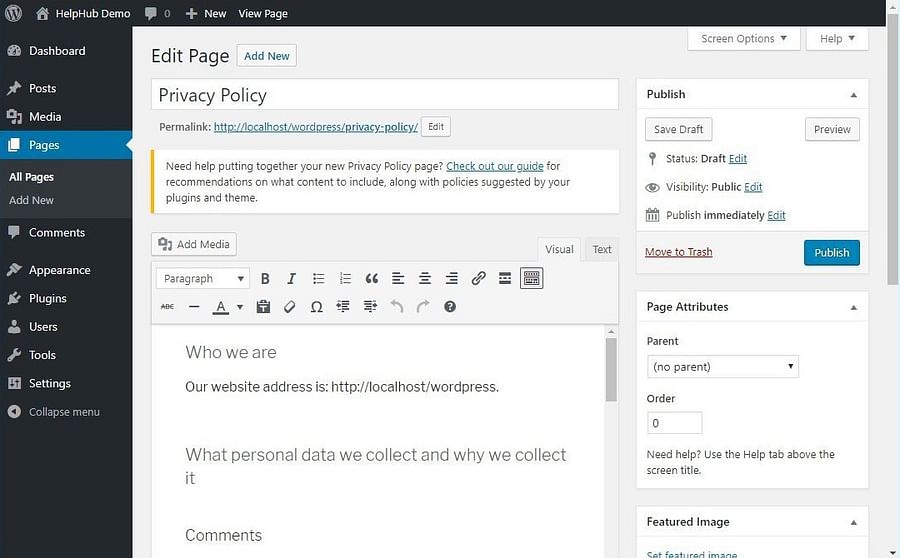 HelpHub Demo 0 + New View Page
Screen Options ▼ Help ▼
Dashboard
Posts
Media
Pages
All Pages
Add New
Comments
Appearance
Plugins
Users
Tools
Settings
Collapse menu
Edit Page Add New
Privacy Policy
Permalink: http://localhost/wordpress/privacy-policy/ Edit
Need help putting together your new Privacy Policy page? Check out our guide for
recommendations on what content to include, along with policies suggested by your
plugins and theme.
Add Media
Visual Text
Paragraph
ABC
Who we are
Our website address is: http://localhost/wordpress.
What personal data we collect and why we collect
it
Comments
Publish
Save Draft Preview
Status: Draft Edit
Visibility: Public Edit
Publish immediately Edit
Move to Trash Publish
Page Attributes
Parent
(no parent)
Order
0
Need help? Use the Help tab above the
screen title.
Featured Image
Set featured image